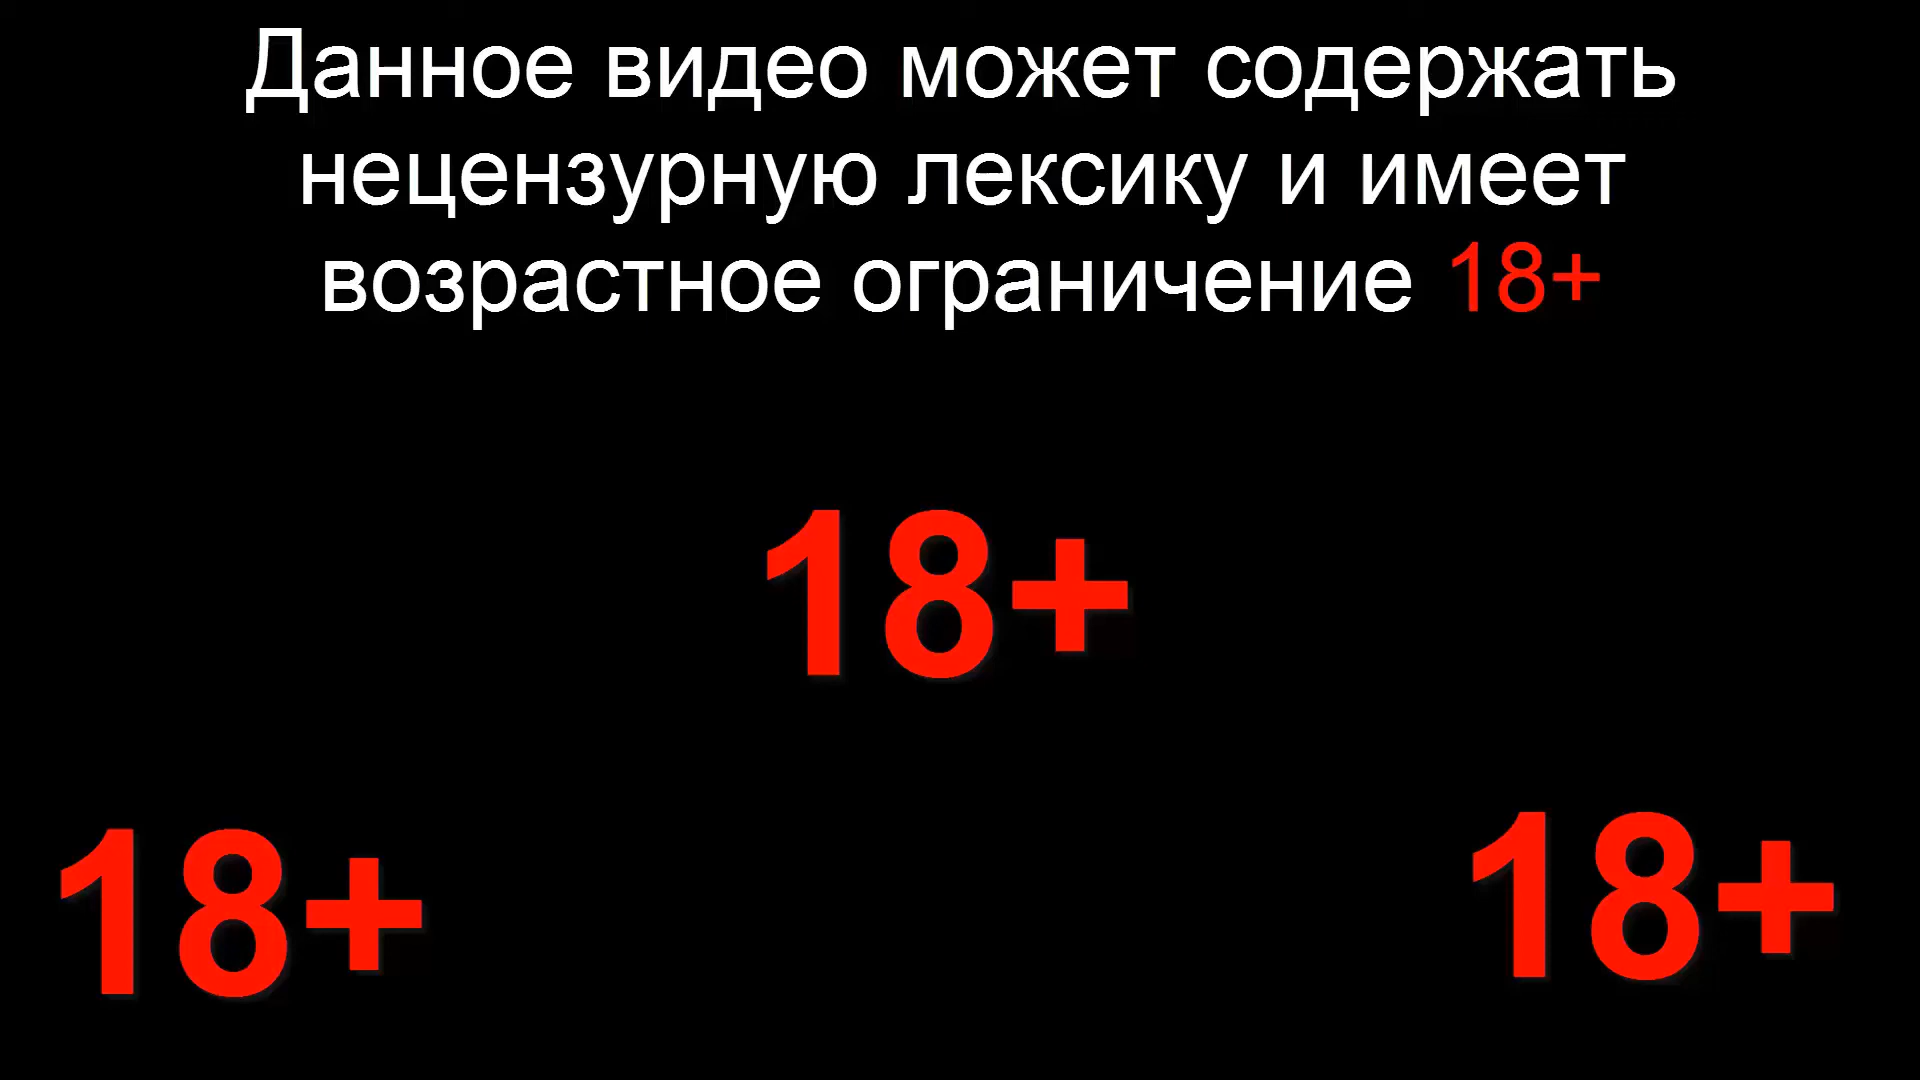 Данное видео может содержать
нецензурную лексику и имеет
возрастное ограничение 18+
18+
18+
18+